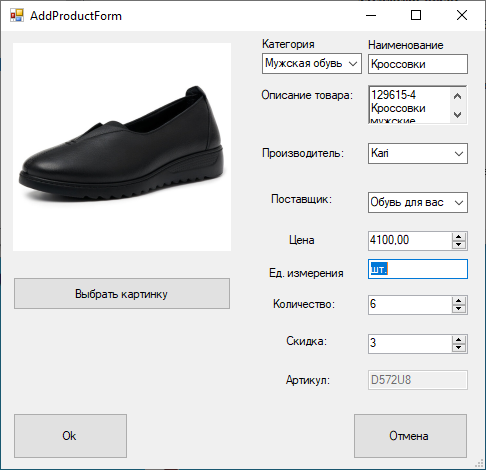 AddProductForm
Категория
Наименование
Мужская обувь
Кроссовки
Описание товара:
129615-4
Кроссовки
мужские
Производитель:
Kari
Поставщик:
Обувь для вас
Цена
4100,00
Ед. измерения
шт.
Выбрать картинку
Количество:
6
Скидка:
3
Артикул:
D572U8
Ok
Отмена